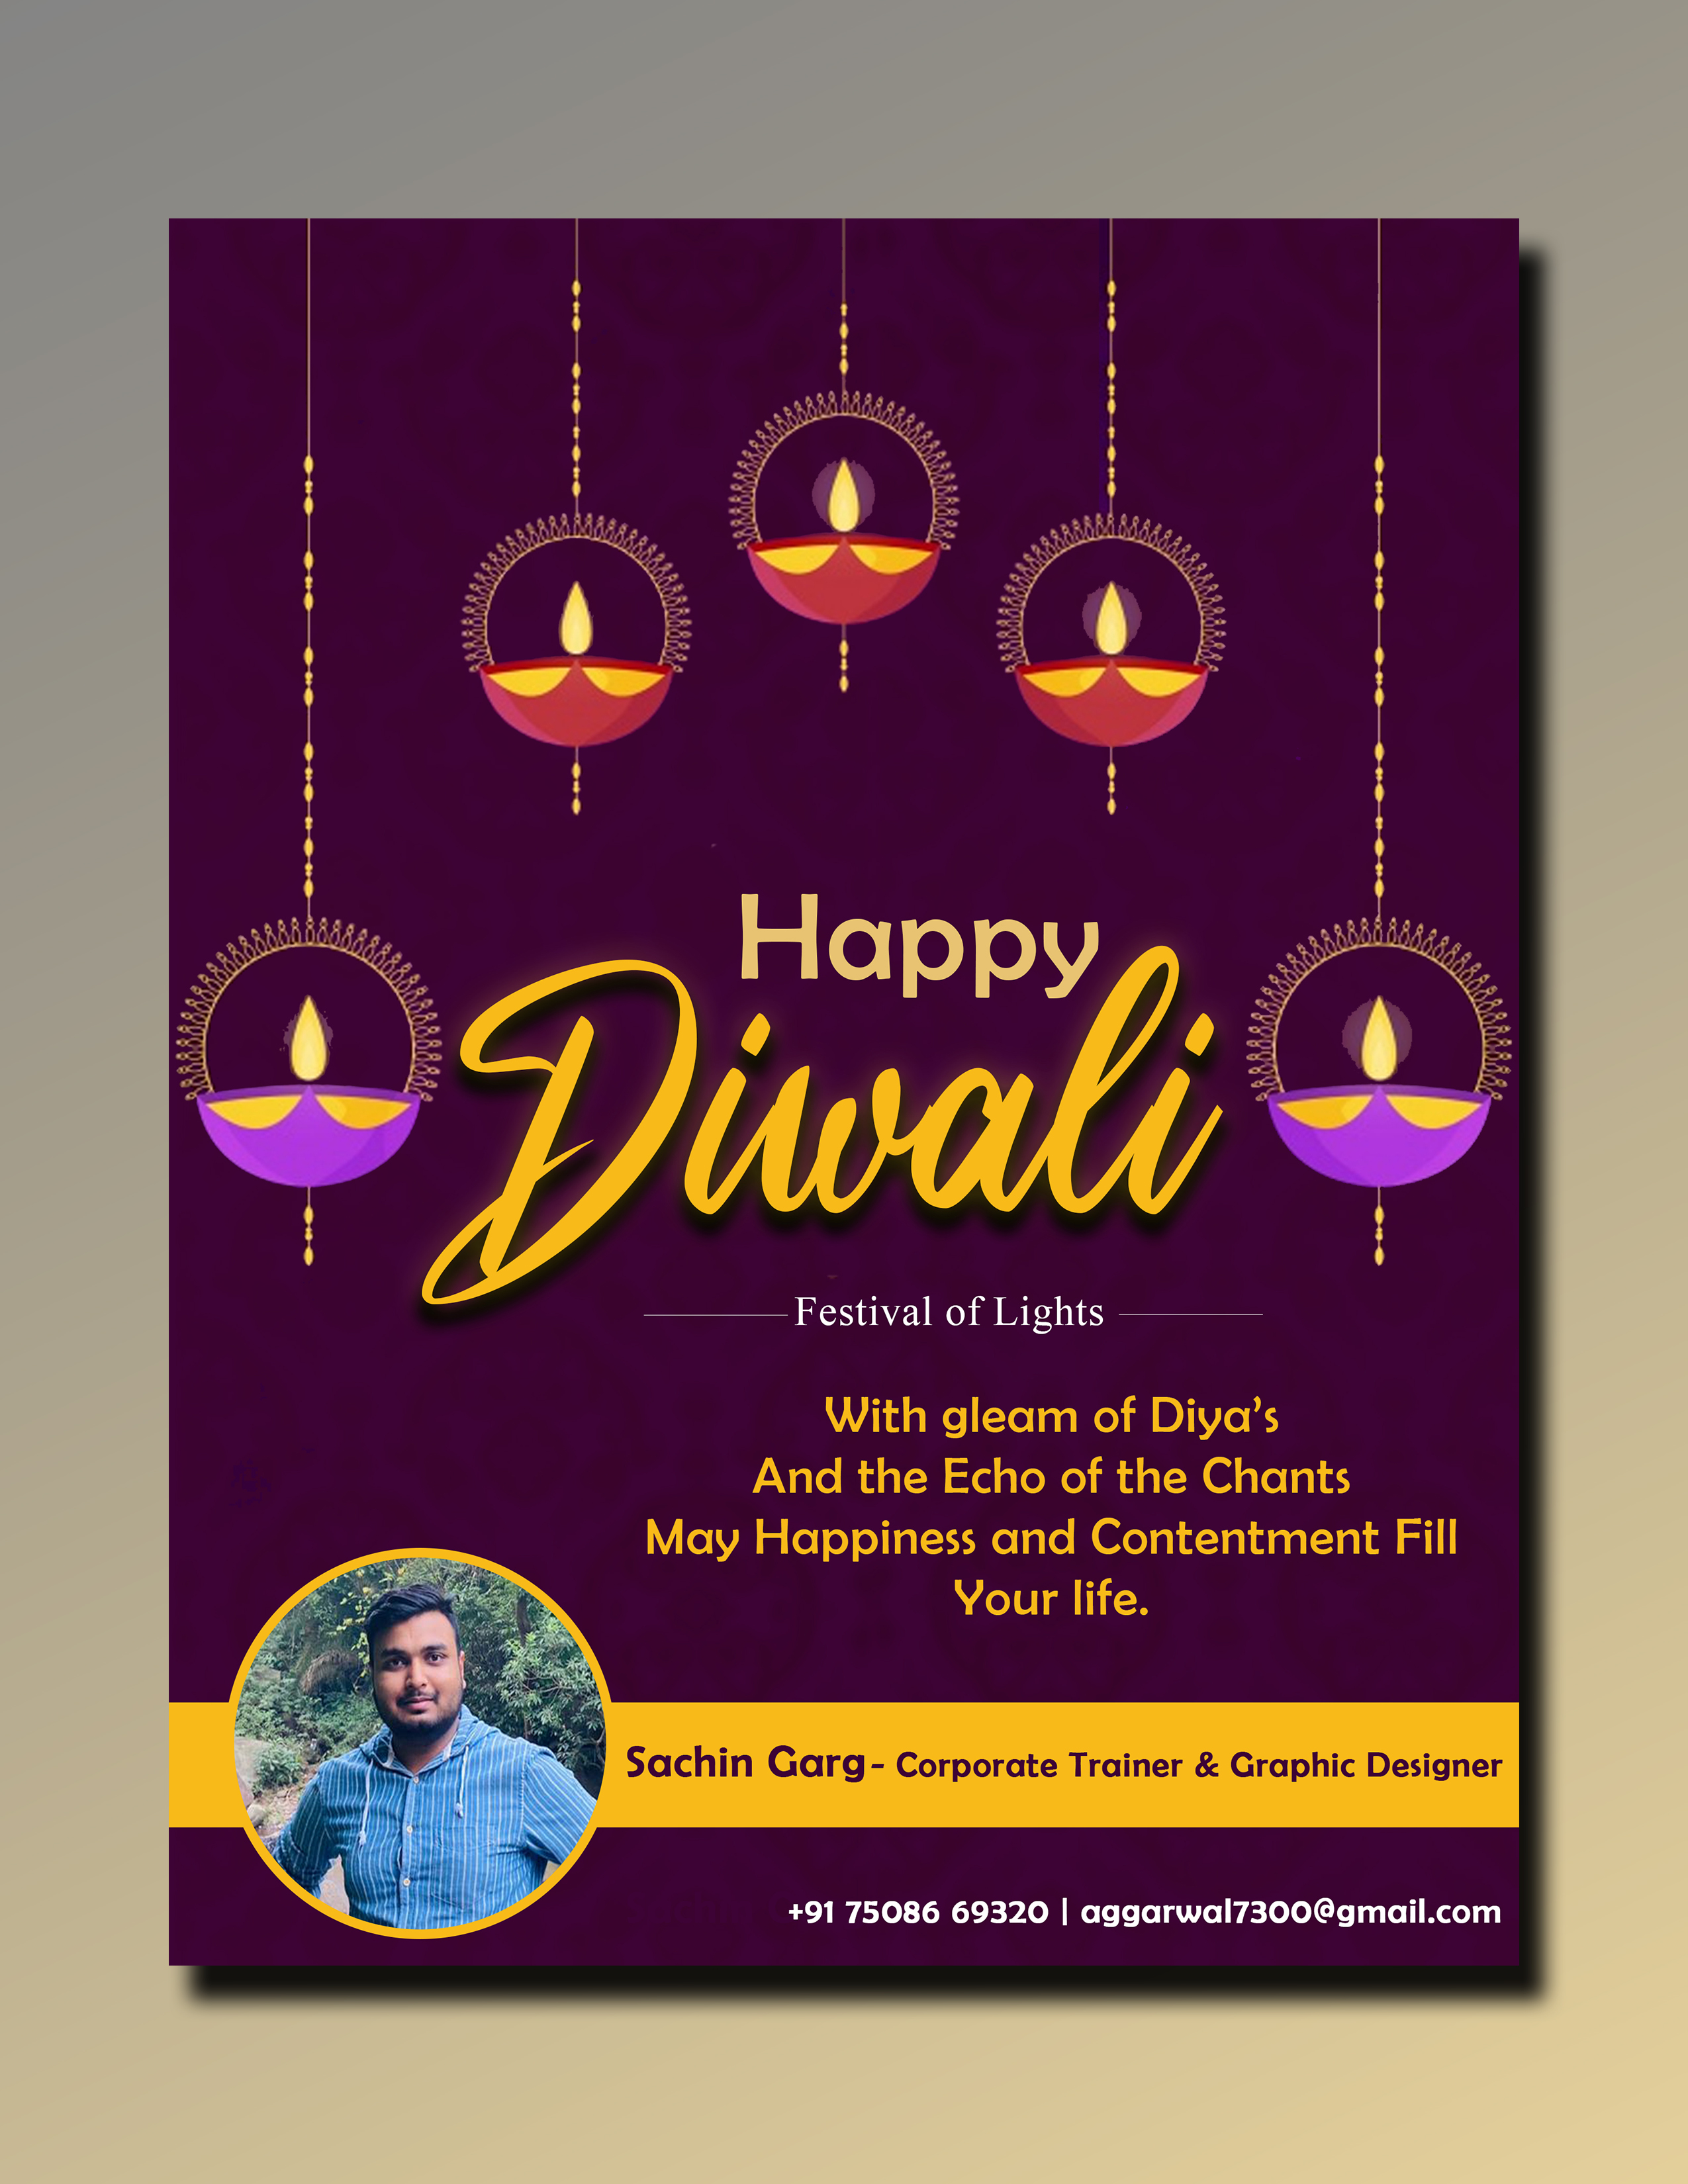 Happy
Diwali
Festival of Lights
With gleam of Diya’s
And the Echo of the Chants
May Happiness and Contentment Fill
Your life.
Sachin Garg- Corporate Trainer & Graphic Designer
+91 75086 69320 | aggarwal7300@gmail.com